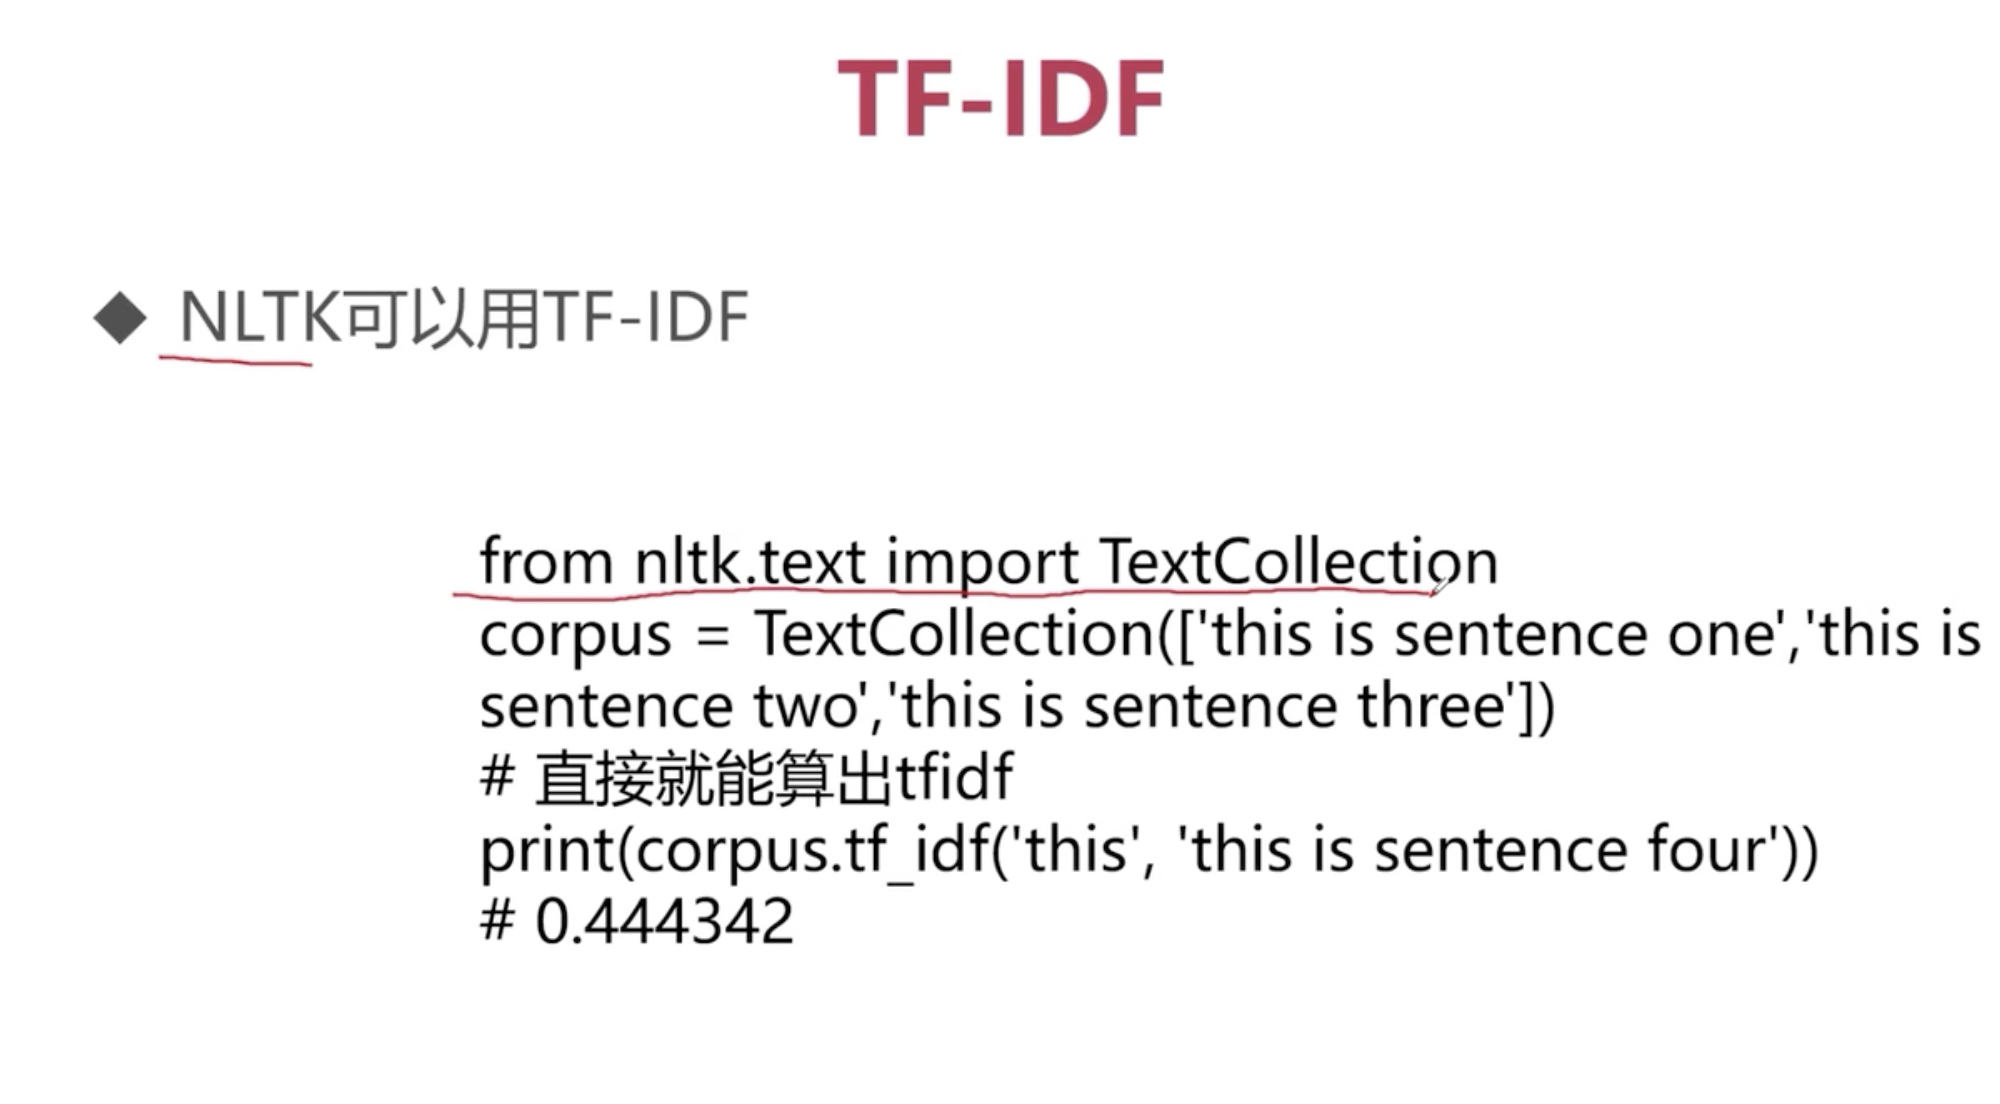 TF-IDF
◆ NLTK可以用TF-IDF
from nltk.text import TextCollection
corpus = TextCollection(['this is sentence one','this is
sentence two','this is sentence three'])
# 直接就能算出tfidf
print(corpus.tf_idf('this', 'this is sentence four'))
# 0.444342